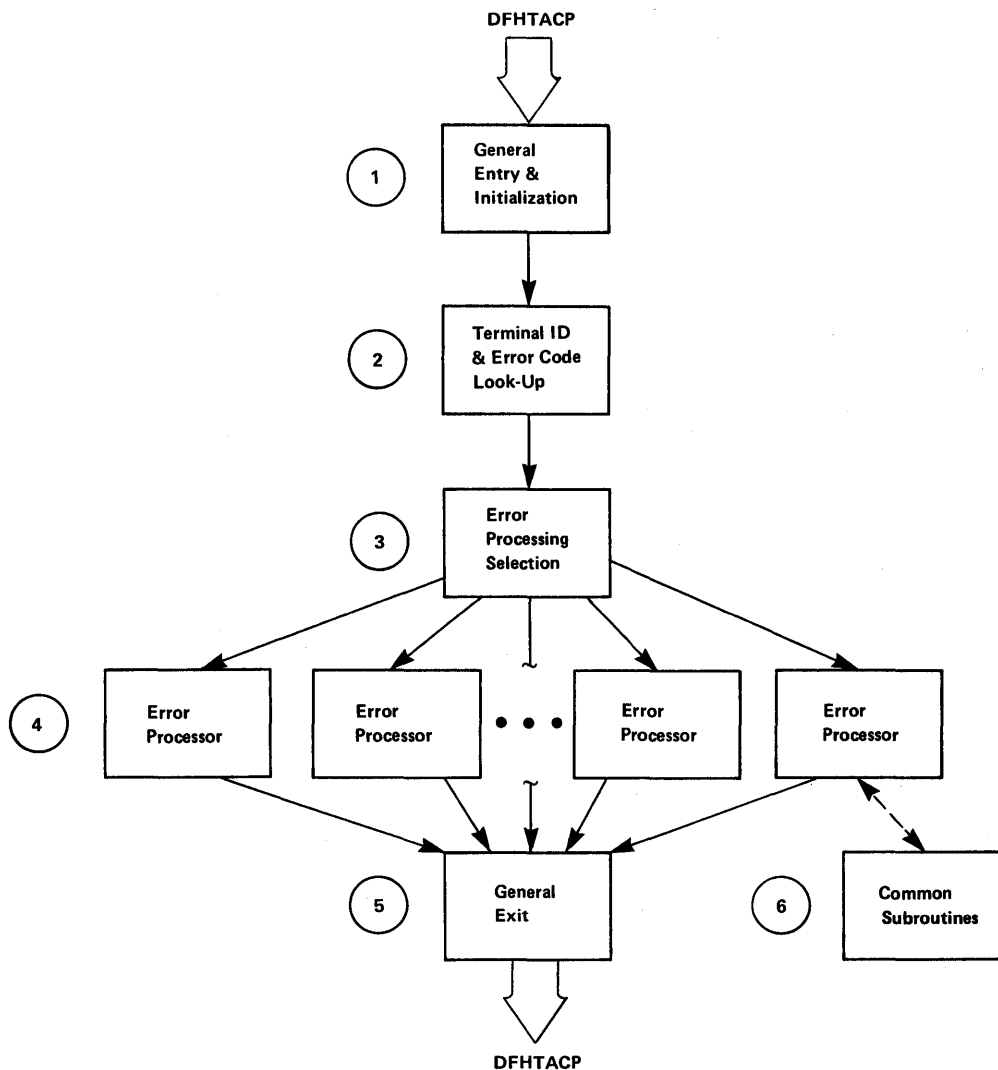 DFHTACP
General
Entry &
Initialization
1
Terminal ID
& Error Code
Look-Up
2
Error
Processing
Selection
3
Error
Processor
Error
Processor
Error
Processor
Error
Processor
4
General
Exit
5
Common
Subroutines
6
DFHTACP